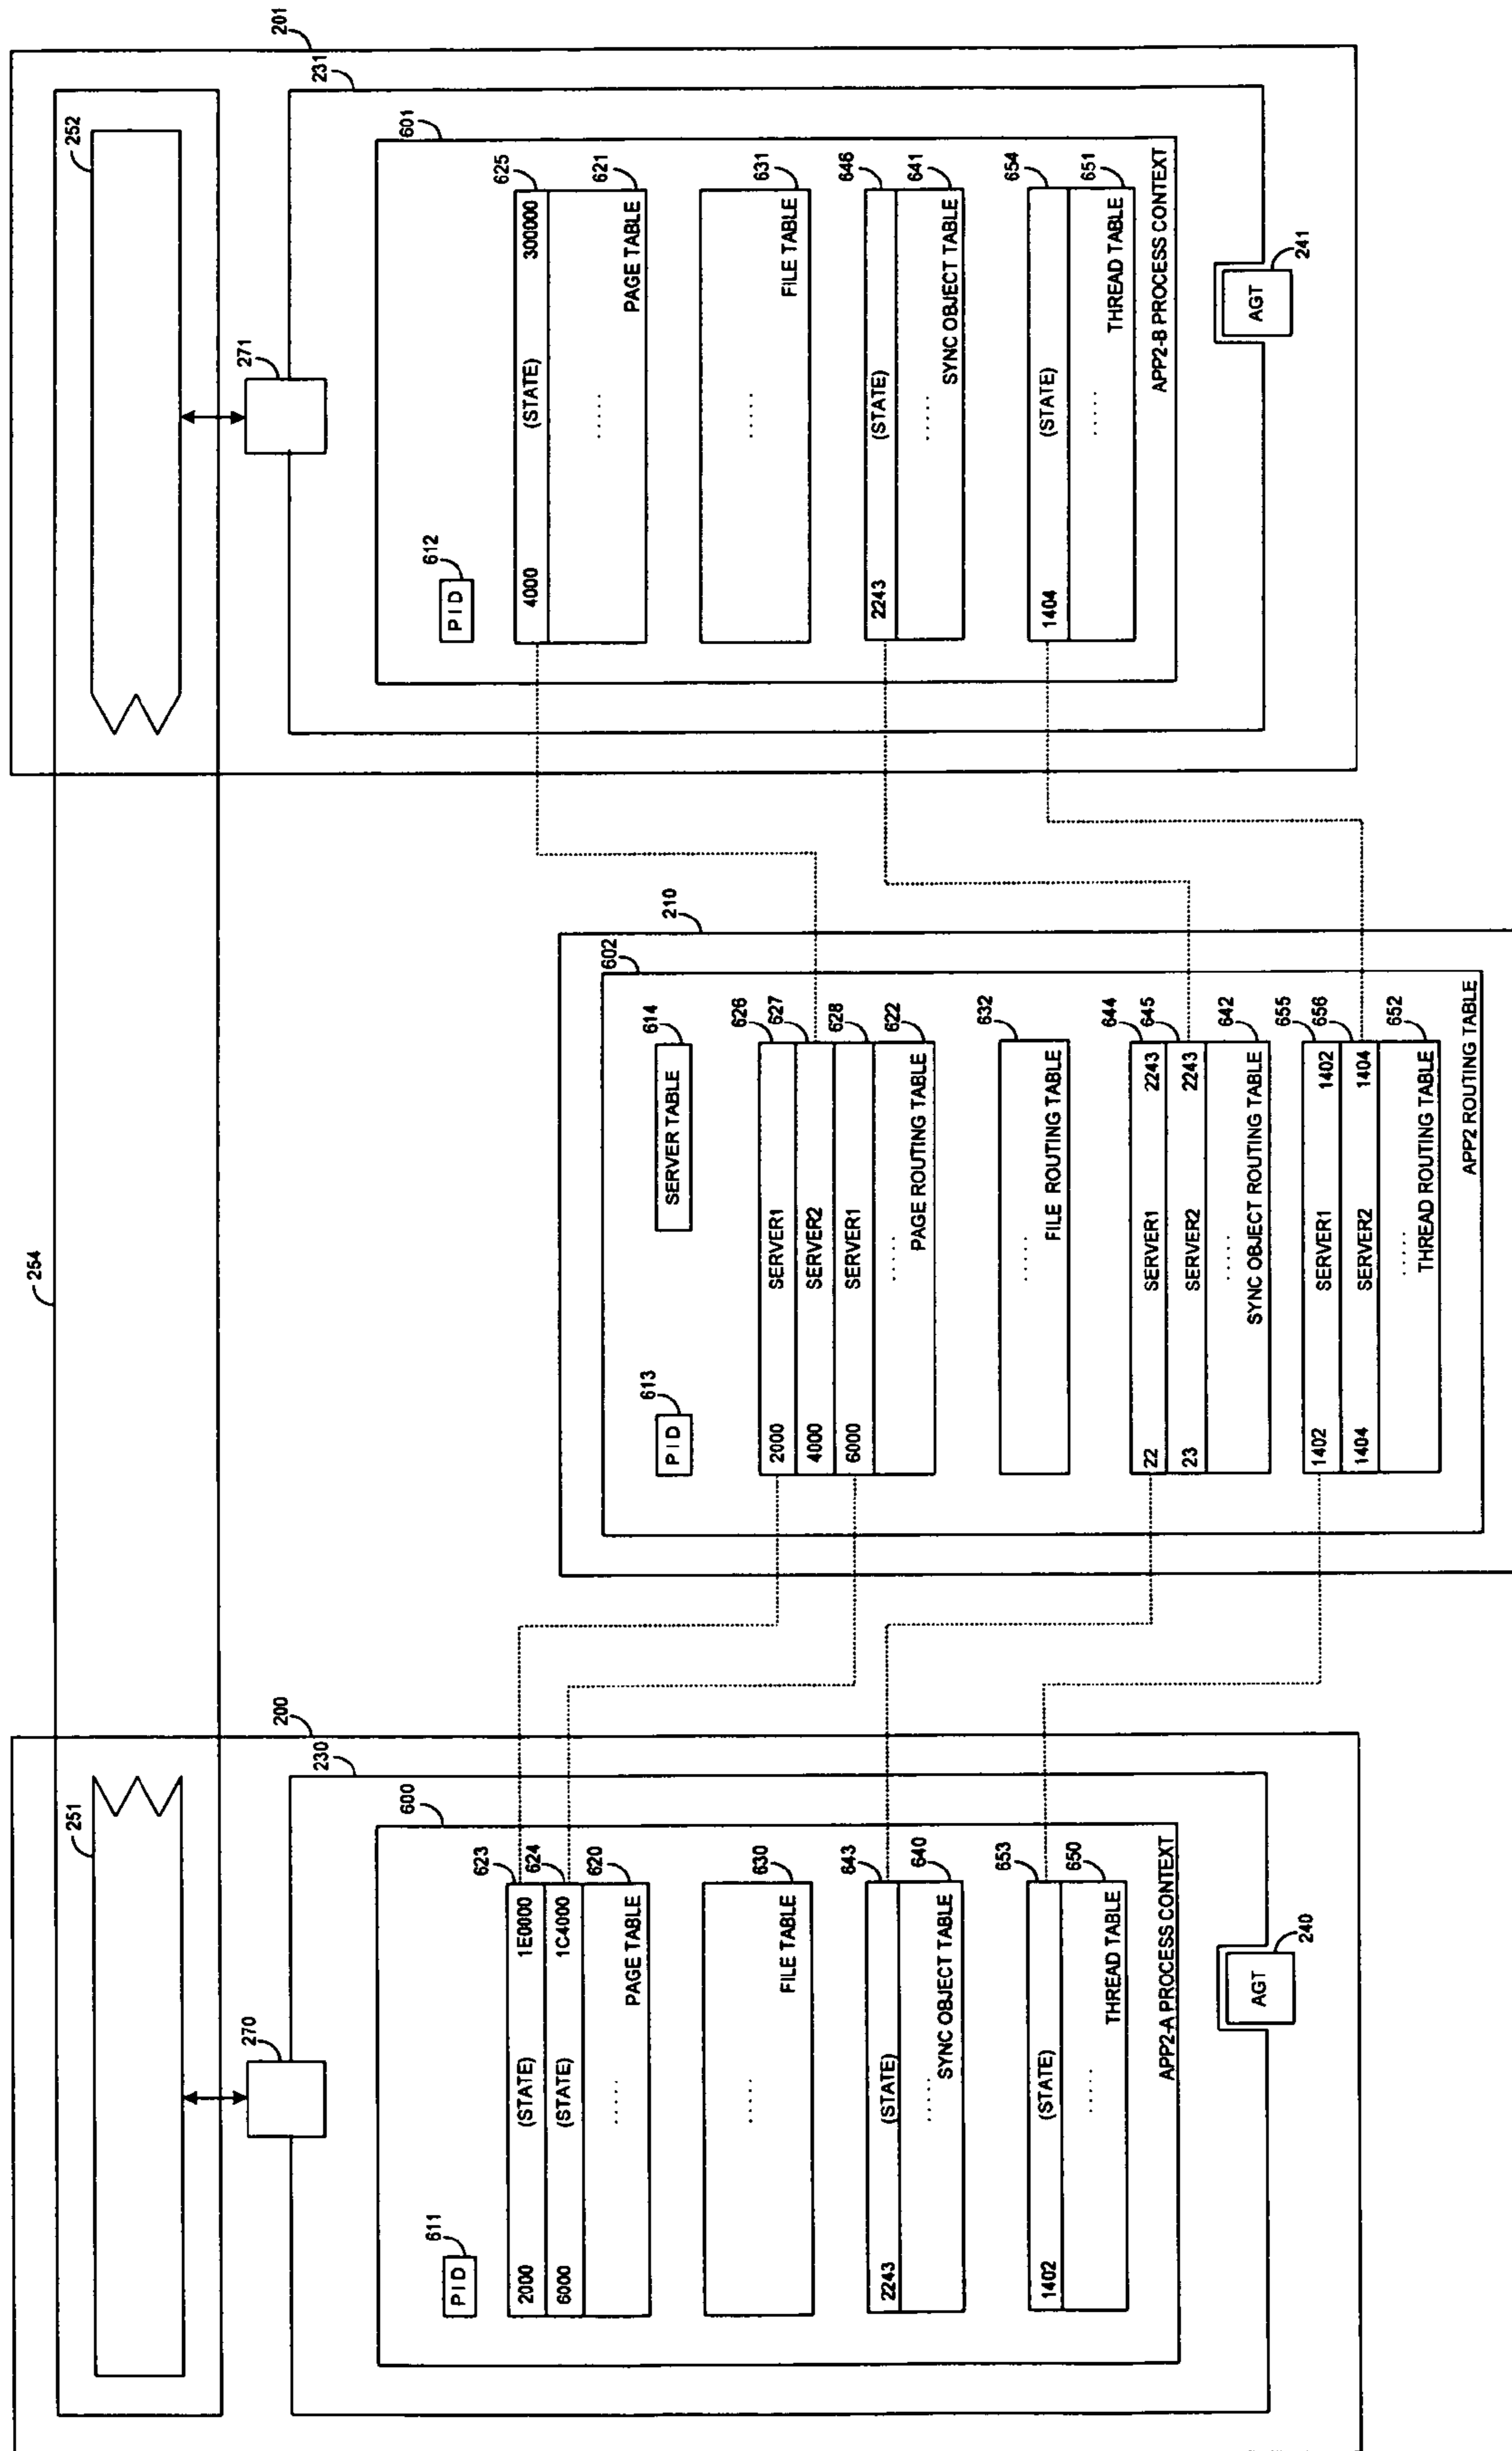 254
200
251
270
230
600
611
PID
2000 (STATE) 1E0000
623
6000 (STATE) 1C4000
624
. . . . .
620
PAGE TABLE
. . . . .
630
FILE TABLE
2243 (STATE)
643
. . . . .
640
SYNC OBJECT TABLE
1402 (STATE)
653
. . . . .
650
THREAD TABLE
APP2-A PROCESS CONTEXT
AGT
240
210
602
613
PID
614
SERVER TABLE
2000 SERVER1
626
4000 SERVER2
627
6000 SERVER1
628
. . . . .
622
PAGE ROUTING TABLE
632
. . . . .
FILE ROUTING TABLE
22 SERVER1 2243
644
23 SERVER2 2243
645
. . . . .
642
SYNC OBJECT ROUTING TABLE
1402 SERVER1 1402
655
1404 SERVER2 1404
656
. . . . .
652
THREAD ROUTING TABLE
APP2 ROUTING TABLE
201
252
271
231
601
612
PID
4000 (STATE) 300000
625
. . . . .
621
PAGE TABLE
. . . . .
631
FILE TABLE
2243 (STATE)
646
. . . . .
641
SYNC OBJECT TABLE
1404 (STATE)
654
. . . . .
651
THREAD TABLE
APP2-B PROCESS CONTEXT
AGT
241